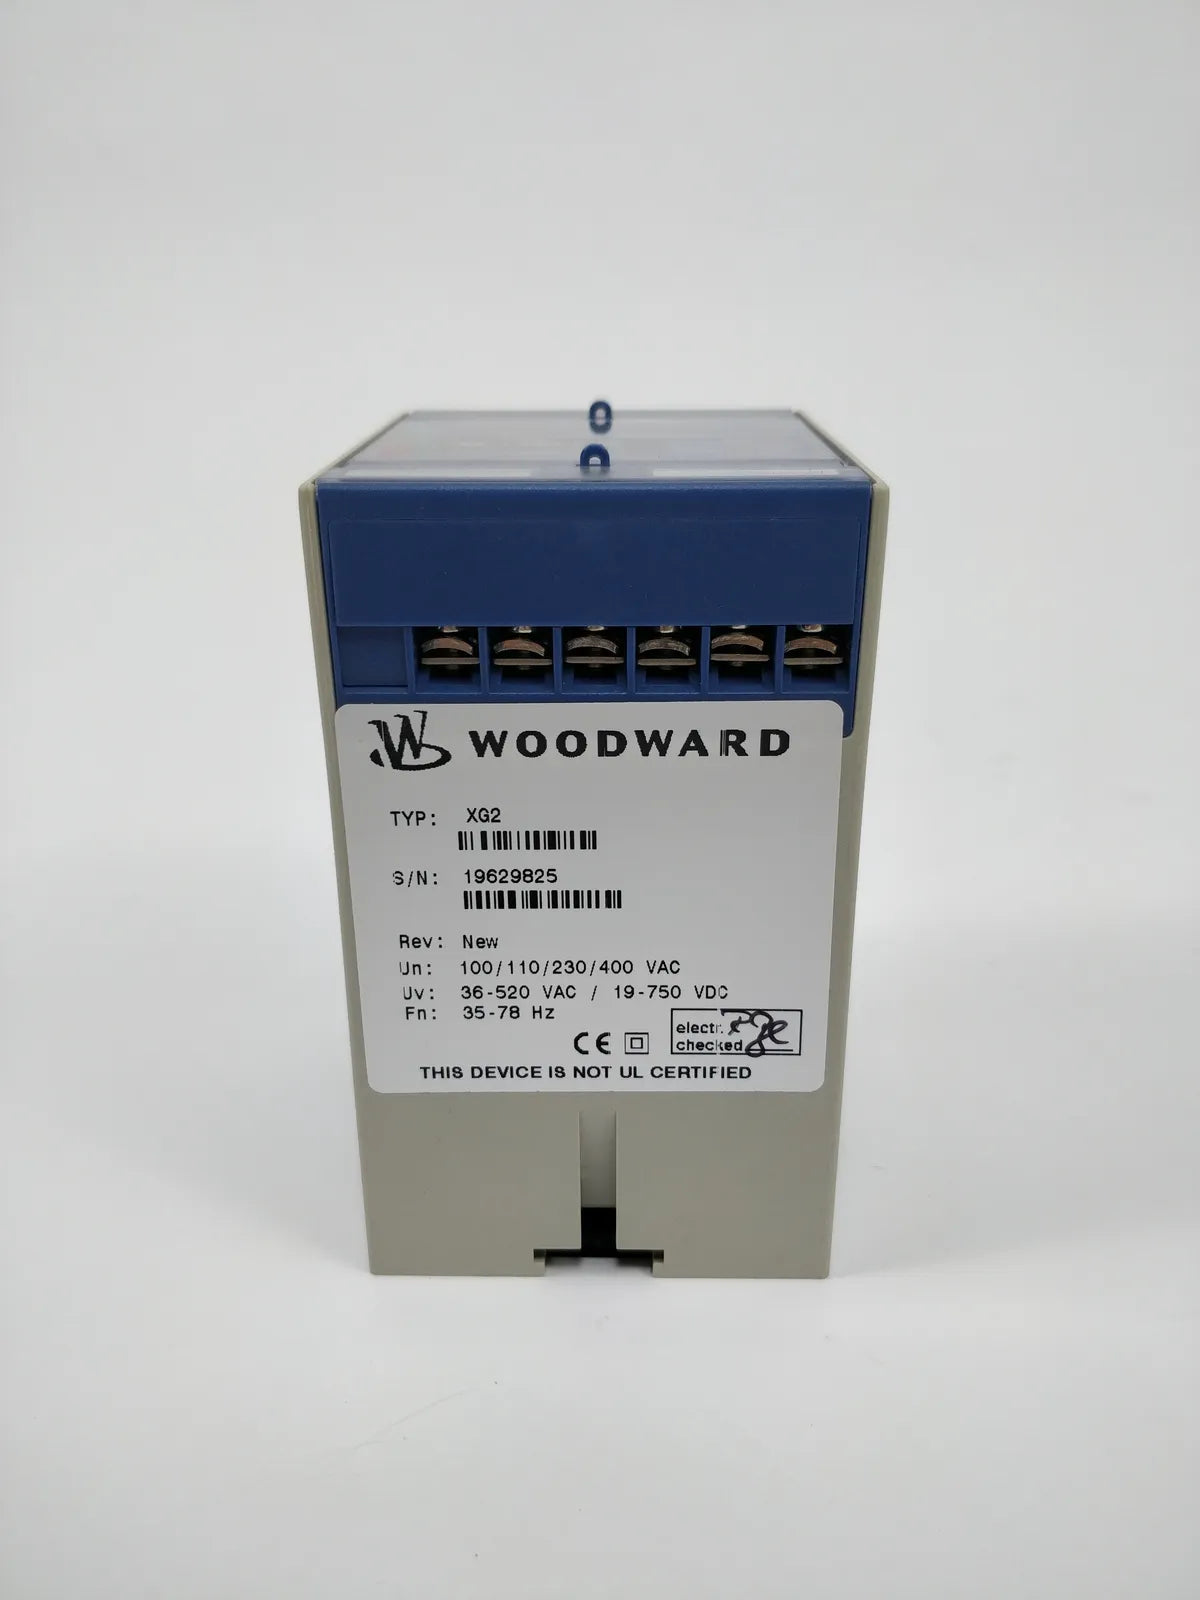 WOODWARD
TYP: XG2
S/N: 19629825
Rev: New
Un: 100/110/230/400 VAC
Uv: 36-520 VAC / 19-750 VDC
Fn: 35-78 Hz
CE
electr.
checked
THIS DEVICE IS NOT UL CERTIFIED